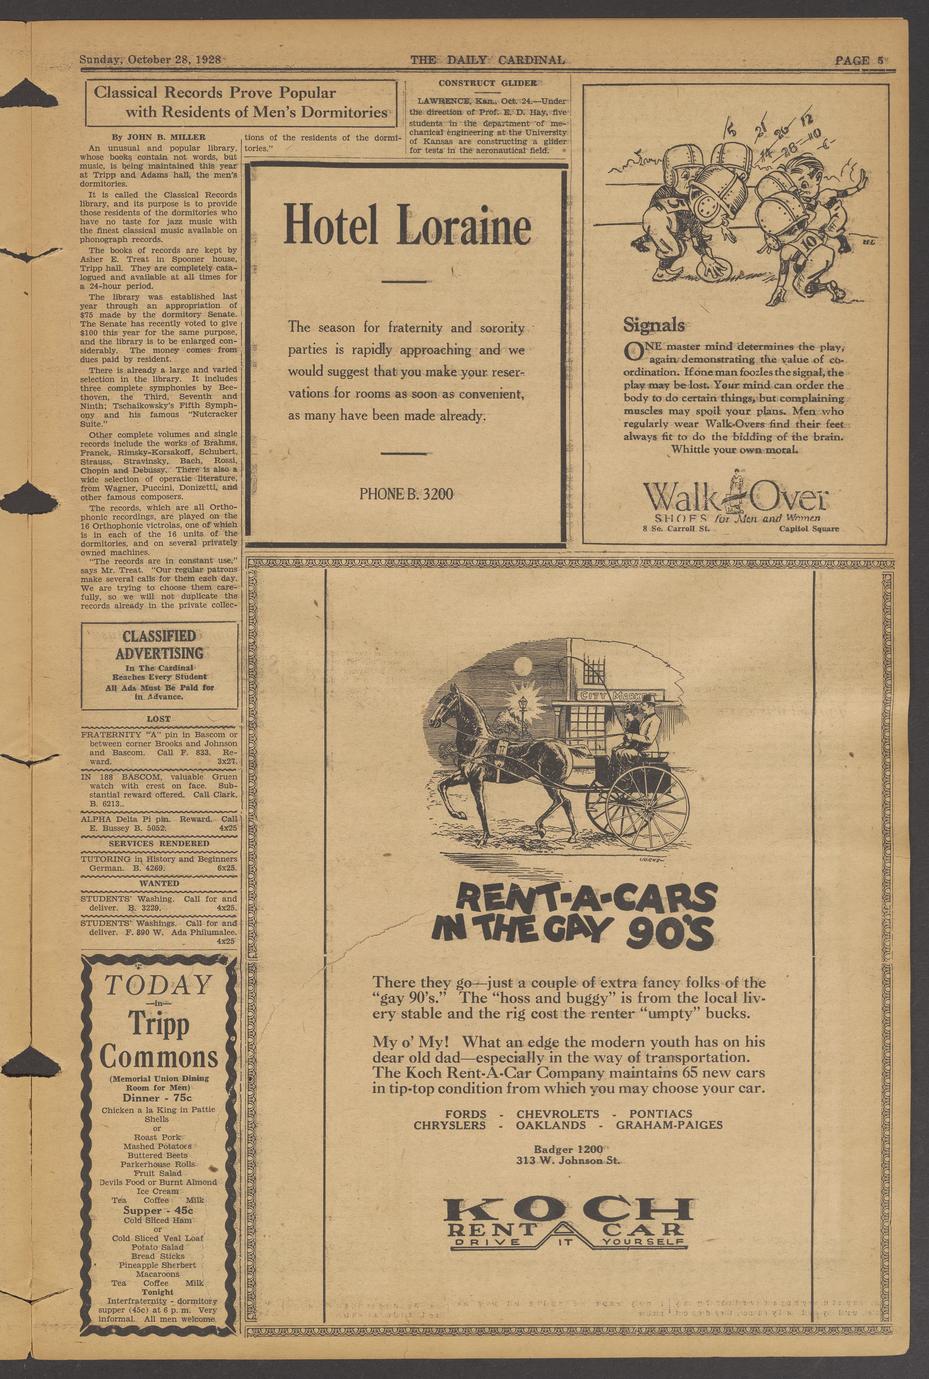 Sunday, October 28, 1928
THE DAILY CARDINAL
PAGE 5
Classical Records Prove Popular
with Residents of Men's Dormitories
By JOHN B. MILLER
An unusual and popular library,
whose books contain not words, but
music, is being maintained this year
at Tripp and Adams hall, the men's
dormitories.
It is called the Classical Records
library, and its purpose is to provide
those residents of the dormitories who
have no taste for jazz music with
the finest classical music available on
phonograph records.
The books of records are kept by
Asher E. Treat in Spooner house,
Tripp hall. They are completely cata-
logued and available at all times for
a 24-hour period.
The library was established last
year through an appropriation of
$75 made by the dormitory Senate.
The Senate has recently voted to give
$100 this year for the same purpose,
and the library is to be enlarged con-
siderably. The money comes from
dues paid by resident.
There is already a large and varied
selection in the library. It includes
three complete symphonies by Bee-
thoven, the Third, Seventh and
Ninth; Tschaikowsky's Fifth Symph-
ony and his famous "Nutcracker
Suite."
Other complete volumes and single
records include the works of Brahms,
Franck, Rimsky-Korsakoff, Schubert,
Strauss, Stravinsky, Bach, Rossi,
Chopin and Debussy. There is also a
wide selection of operatic literature,
from Wagner, Puccini, Donizetti, and
other famous composers.
The records, which are all Ortho-
phonic recordings, are played on the
16 Orthophonic victrolas, one of which
is in each of the 16 units of the
dormitories, and on several privately
owned machines.
"The records are in constant use,"
says Mr. Treat. "Our regular patrons
make several calls for them each day.
We are trying to choose them care-
fully, so we will not duplicate the
records already in the private collec-
tions of the residents of the dormi-
tories."
CONSTRUCT GLIDER
LAWRENCE, Kan., Oct. 24.—Under
the direction of Prof. E. D. Hay, five
students in the department of me-
chanical engineering at the University
of Kansas are constructing a glider
for tests in the aeronautical field.
Hotel Loraine
The season for fraternity and sorority
parties is rapidly approaching and we
would suggest that you make your reser-
vations for rooms as soon as convenient,
as many have been made already.
PHONE B. 3200
Signals
ONE master mind determines the play,
again demonstrating the value of co-
ordination. If one man foozles the signal, the
play may be lost. Your mind can order the
body to do certain things, but complaining
muscles may spoil your plans. Men who
regularly wear Walk-Overs find their feet
always fit to do the bidding of the brain.
Whittle your own moral.
Walk-Over
SHOES for Men and Women
8 So. Carroll St. Capitol Square
CLASSIFIED
ADVERTISING
In The Cardinal
Reaches Every Student
All Ads Must Be Paid for
in Advance.
LOST
FRATERNITY "A" pin in Bascom or
between corner Brooks and Johnson
and Bascom. Call F. 833. Re-
ward. 3x27.
IN 188 BASCOM, valuable Gruen
watch with crest on face. Sub-
stantial reward offered. Call Clark,
B. 6213..
ALPHA Delta Pi pin. Reward. Call
E. Bussey B. 5052. 4x25
SERVICES RENDERED
TUTORING in History and Beginners
German. B. 4269. 6x25.
WANTED
STUDENTS' Washing. Call for and
deliver. B. 3229. 4x25.
STUDENTS' Washings. Call for and
deliver. F. 890 W. Ada Philumalee.
4x25
TODAY
—in—
Tripp
Commons
(Memorial Union Dining
Room for Men)
Dinner - 75c
Chicken a la King in Pattie
Shells
or
Roast Pork
Mashed Potatoes
Buttered Beets
Parkerhouse Rolls
Fruit Salad
Devils Food or Burnt Almond
Ice Cream
Tea Coffee Milk
Supper - 45c
Cold Sliced Ham
or
Cold Sliced Veal Loaf
Potato Salad
Bread Sticks
Pineapple Sherbert
Macaroons
Tea Coffee Milk
Tonight
Interfraternity - dormitory
supper (45c) at 6 p. m. Very
informal. All men welcome.
CITY MARKET
RENT-A-CARS
IN THE GAY 90'S
There they go—just a couple of extra fancy folks of the
"gay 90's." The "hoss and buggy" is from the local liv-
ery stable and the rig cost the renter "umpty" bucks.
My o' My! What an edge the modern youth has on his
dear old dad—especially in the way of transportation.
The Koch Rent-A-Car Company maintains 65 new cars
in tip-top condition from which you may choose your car.
FORDS - CHEVROLETS - PONTIACS
CHRYSLERS - OAKLANDS - GRAHAM-PAIGES
Badger 1200
313 W. Johnson St.
KOCH
RENT A CAR
DRIVE IT YOURSELF